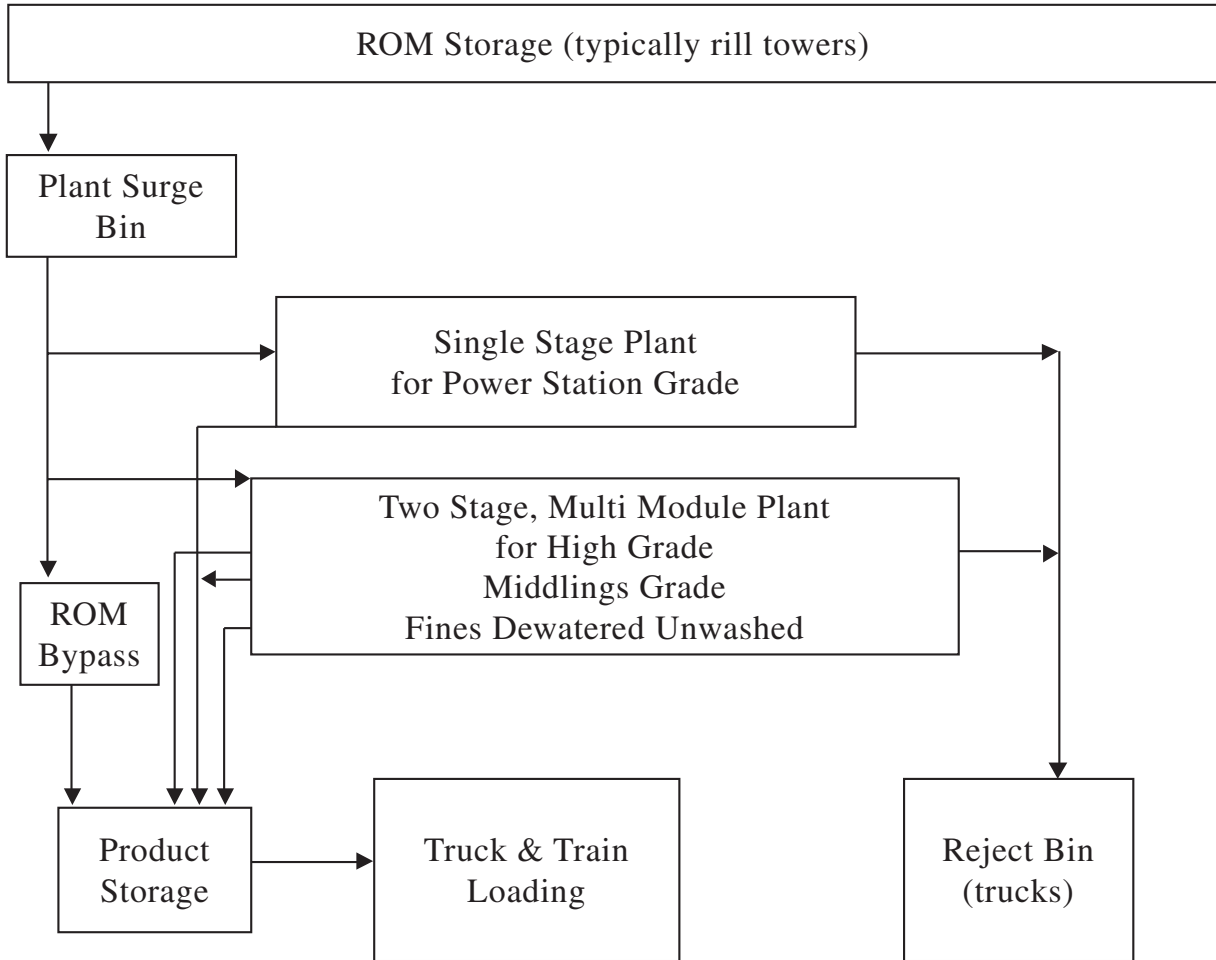 ROM Storage (typically rill towers)
Plant Surge
Bin
Single Stage Plant
for Power Station Grade
Two Stage, Multi Module Plant
for High Grade
Middlings Grade
Fines Dewatered Unwashed
ROM
Bypass
Product
Storage
Truck & Train
Loading
Reject Bin
(trucks)